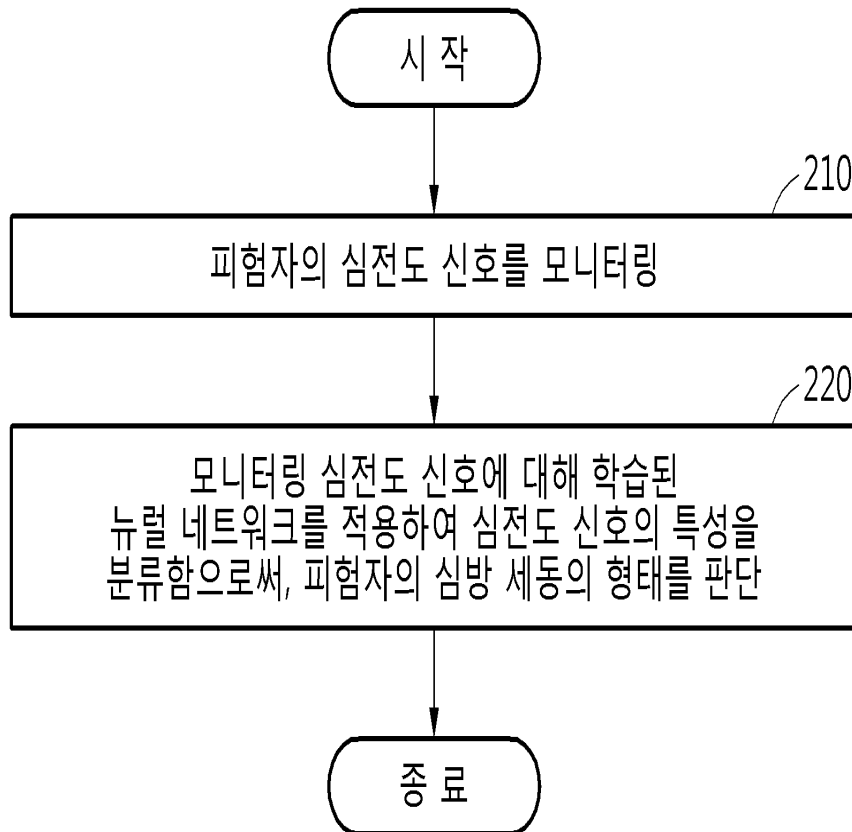 시 작
210
피험자의 심전도 신호를 모니터링
220
모니터링 심전도 신호에 대해 학습된
뉴럴 네트워크를 적용하여 심전도 신호의 특성을
분류함으로써, 피험자의 심방 세동의 형태를 판단
종 료